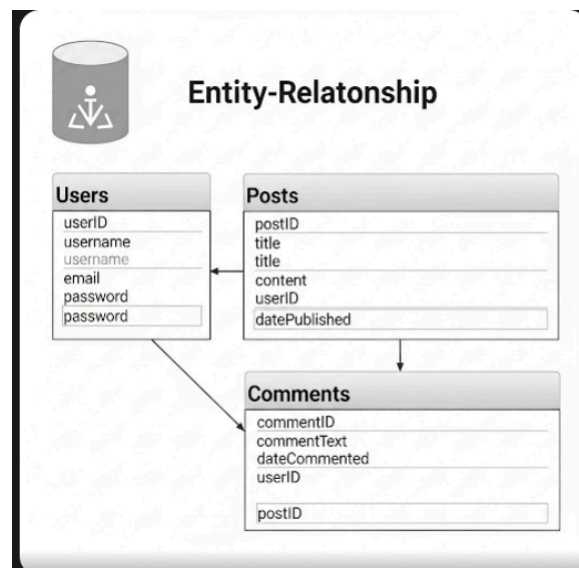 Entity-Relatonship
Users
userID
username
username
email
password
password
Posts
postID
title
title
content
userID
datePublished
Comments
commentID
commentText
dateCommented
userID
postID